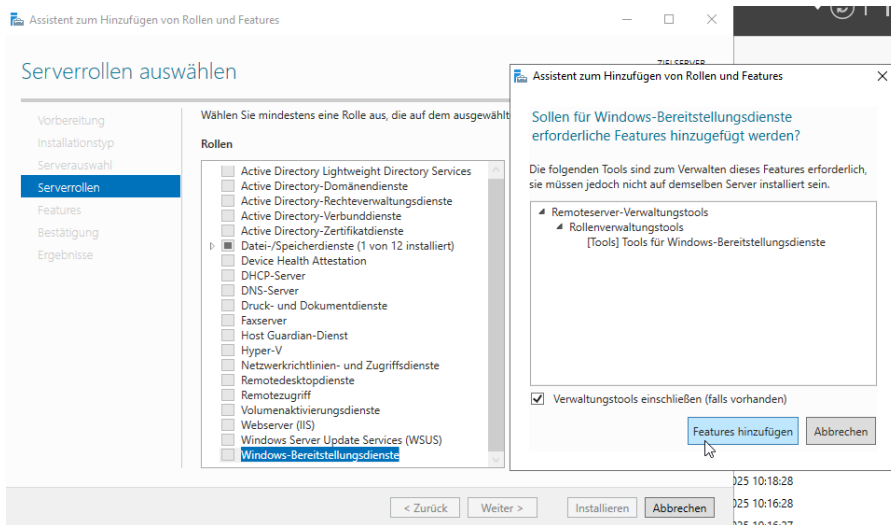 Assistent zum Hinzufügen von Rollen und Features
Serverrollen auswählen
ZIELSERVER
Vorbereitung
Installationstyp
Serverauswahl
Serverrollen
Features
Bestätigung
Ergebnisse
Wählen Sie mindestens eine Rolle aus, die auf dem ausgewählt
Rollen
Active Directory Lightweight Directory Services
Active Directory-Domänendienste
Active Directory-Rechteverwaltungsdienste
Active Directory-Verbunddienste
Active Directory-Zertifikatdienste
Datei-/Speicherdienste (1 von 12 installiert)
Device Health Attestation
DHCP-Server
DNS-Server
Druck- und Dokumentdienste
Faxserver
Host Guardian-Dienst
Hyper-V
Netzwerkrichtlinien- und Zugriffsdienste
Remotedesktopdienste
Remotezugriff
Volumenaktivierungsdienste
Webserver (IIS)
Windows Server Update Services (WSUS)
Windows-Bereitstellungsdienste
< Zurück
Weiter >
Installieren
Abbrechen
Assistent zum Hinzufügen von Rollen und Features
Sollen für Windows-Bereitstellungsdienste
erforderliche Features hinzugefügt werden?
Die folgenden Tools sind zum Verwalten dieses Features erforderlich,
sie müssen jedoch nicht auf demselben Server installiert sein.
Remoteserver-Verwaltungstools
Rollenverwaltungstools
[Tools] Tools für Windows-Bereitstellungsdienste
Verwaltungstools einschließen (falls vorhanden)
Features hinzufügen
Abbrechen
025 10:18:28
025 10:16:28
025 10:16:27